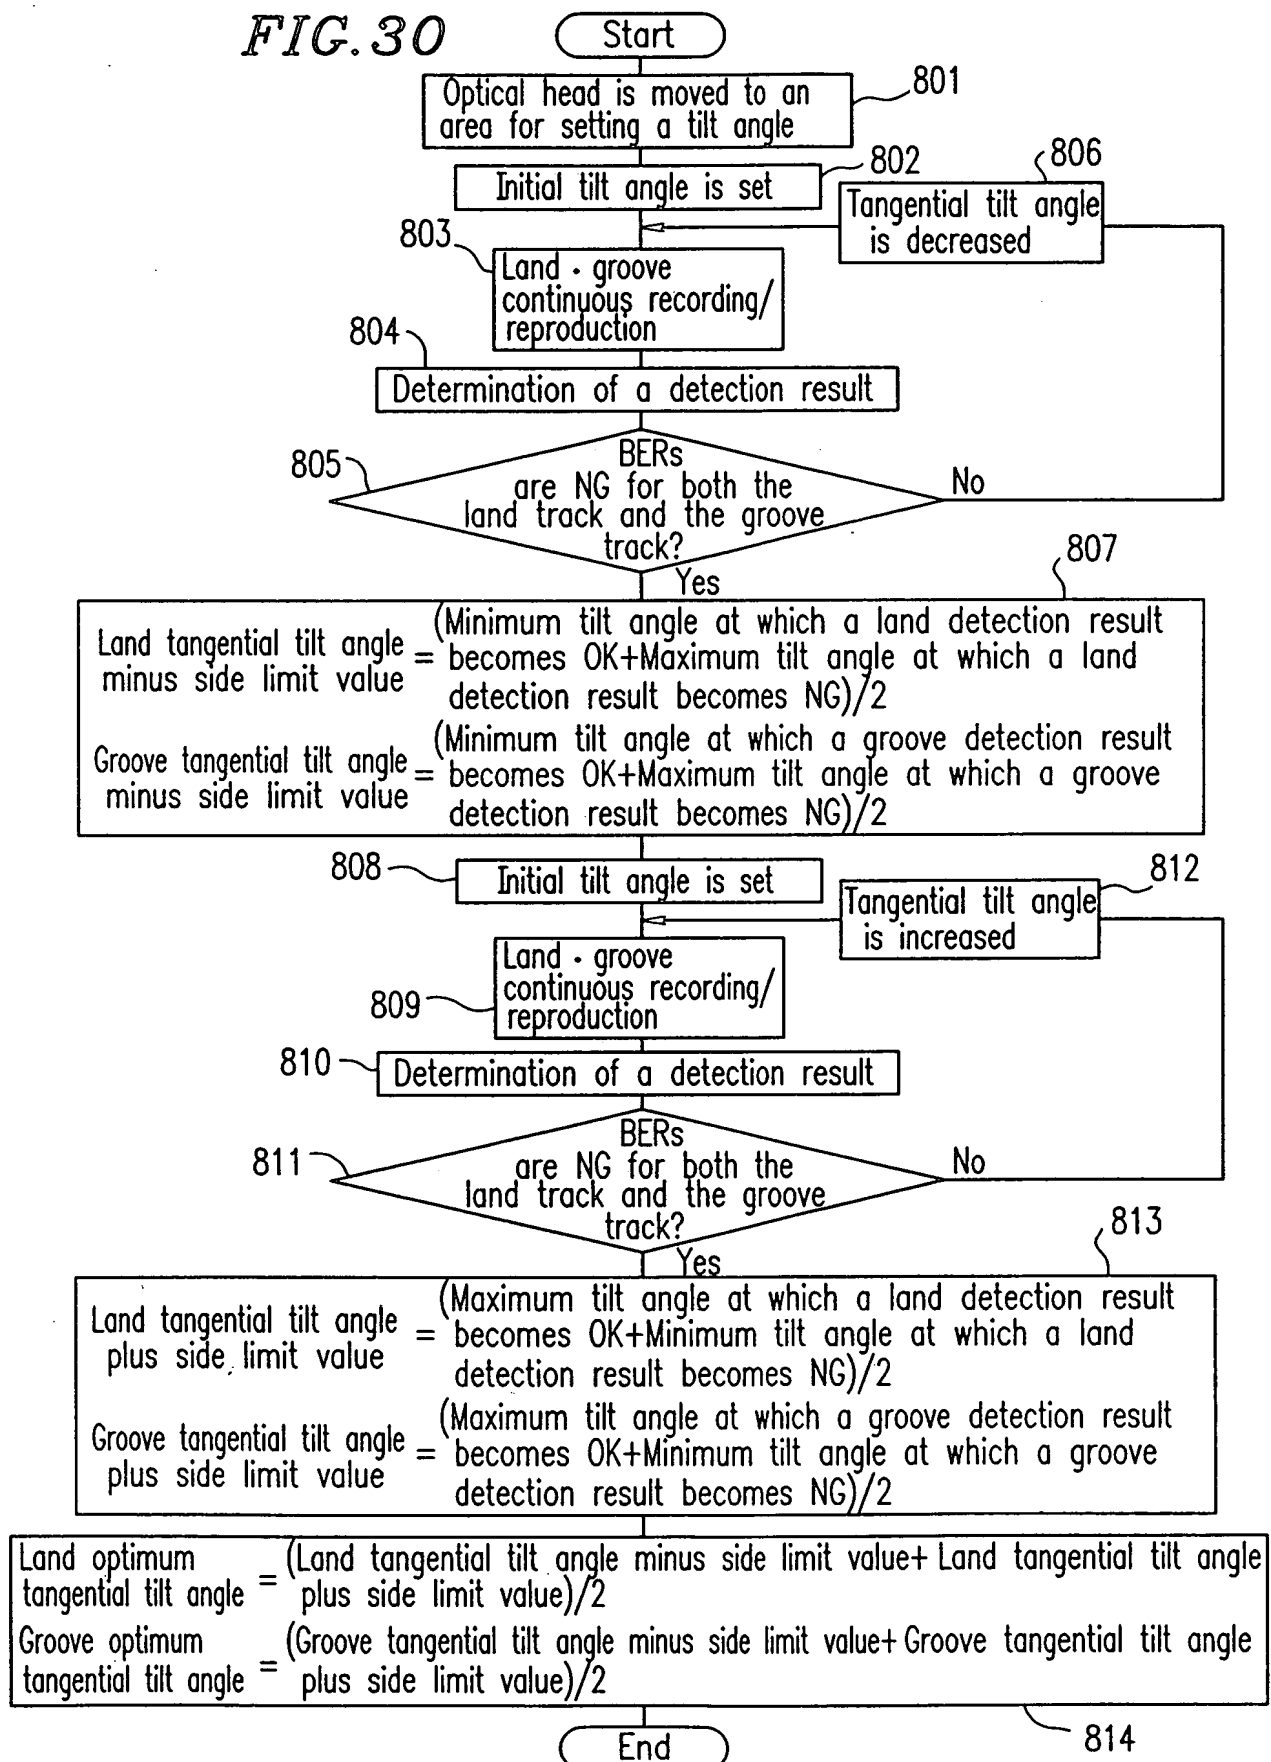 FIG.30
Start
801
Optical head is moved to an
area for setting a tilt angle
802
Initial tilt angle is set
806
Tangential tilt angle
is decreased
803
Land · groove
continuous recording/
reproduction
804
Determination of a detection result
805
BERs
are NG for both the
land track and the groove
track?
No
Yes
807
Land tangential tilt angle
minus side limit value
=
(Minimum tilt angle at which a land detection result
becomes OK+Maximum tilt angle at which a land
detection result becomes NG)/2
Groove tangential tilt angle
minus side limit value
=
(Minimum tilt angle at which a groove detection result
becomes OK+Maximum tilt angle at which a groove
detection result becomes NG)/2
808
Initial tilt angle is set
812
Tangential tilt angle
is increased
809
Land · groove
continuous recording/
reproduction
810
Determination of a detection result
811
BERs
are NG for both the
land track and the groove
track?
No
Yes
813
Land tangential tilt angle
plus side limit value
=
(Maximum tilt angle at which a land detection result
becomes OK+Minimum tilt angle at which a land
detection result becomes NG)/2
Groove tangential tilt angle
plus side limit value
=
(Maximum tilt angle at which a groove detection result
becomes OK+Minimum tilt angle at which a groove
detection result becomes NG)/2
Land optimum
tangential tilt angle
=
(Land tangential tilt angle minus side limit value+ Land tangential tilt angle
plus side limit value)/2
Groove optimum
tangential tilt angle
=
(Groove tangential tilt angle minus side limit value+ Groove tangential tilt angle
plus side limit value)/2
814
End